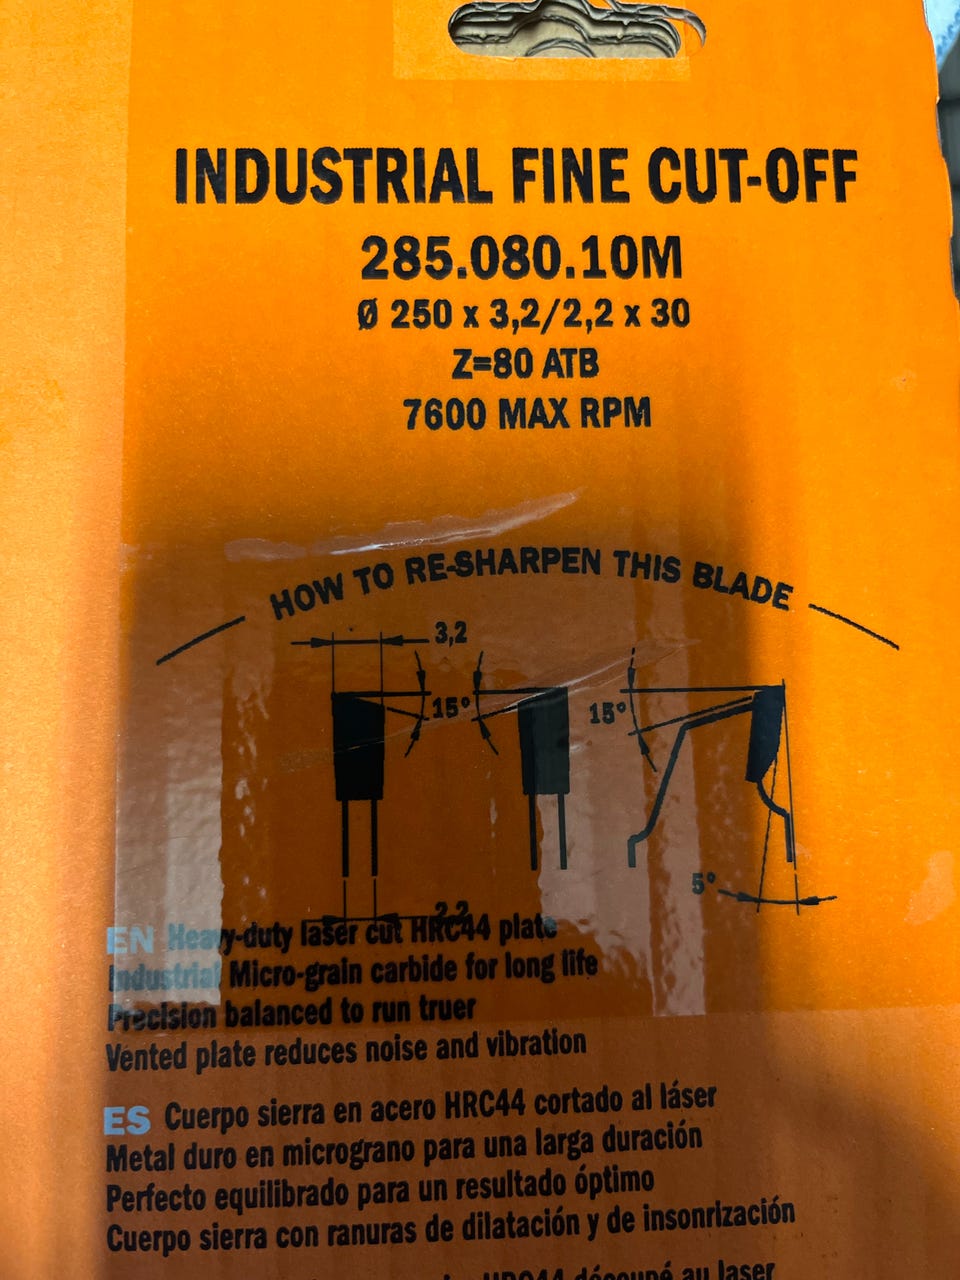 INDUSTRIAL FINE CUT-OFF
285.080.10M
Ø 250 x 3,2/2,2 x 30
Z=80 ATB
7600 MAX RPM
HOW TO RE-SHARPEN THIS BLADE
3,2
15° 15°
5°
2,2
EN Heavy-duty laser cut HRC44 plate
Industrial Micro-grain carbide for long life
Precision balanced to run truer
Vented plate reduces noise and vibration
ES Cuerpo sierra en acero HRC44 cortado al láser
Metal duro en micrograno para una larga duración
Perfecto equilibrado para un resultado óptimo
Cuerpo sierra con ranuras de dilatación y de insonrización
HRC44 découpé au laser